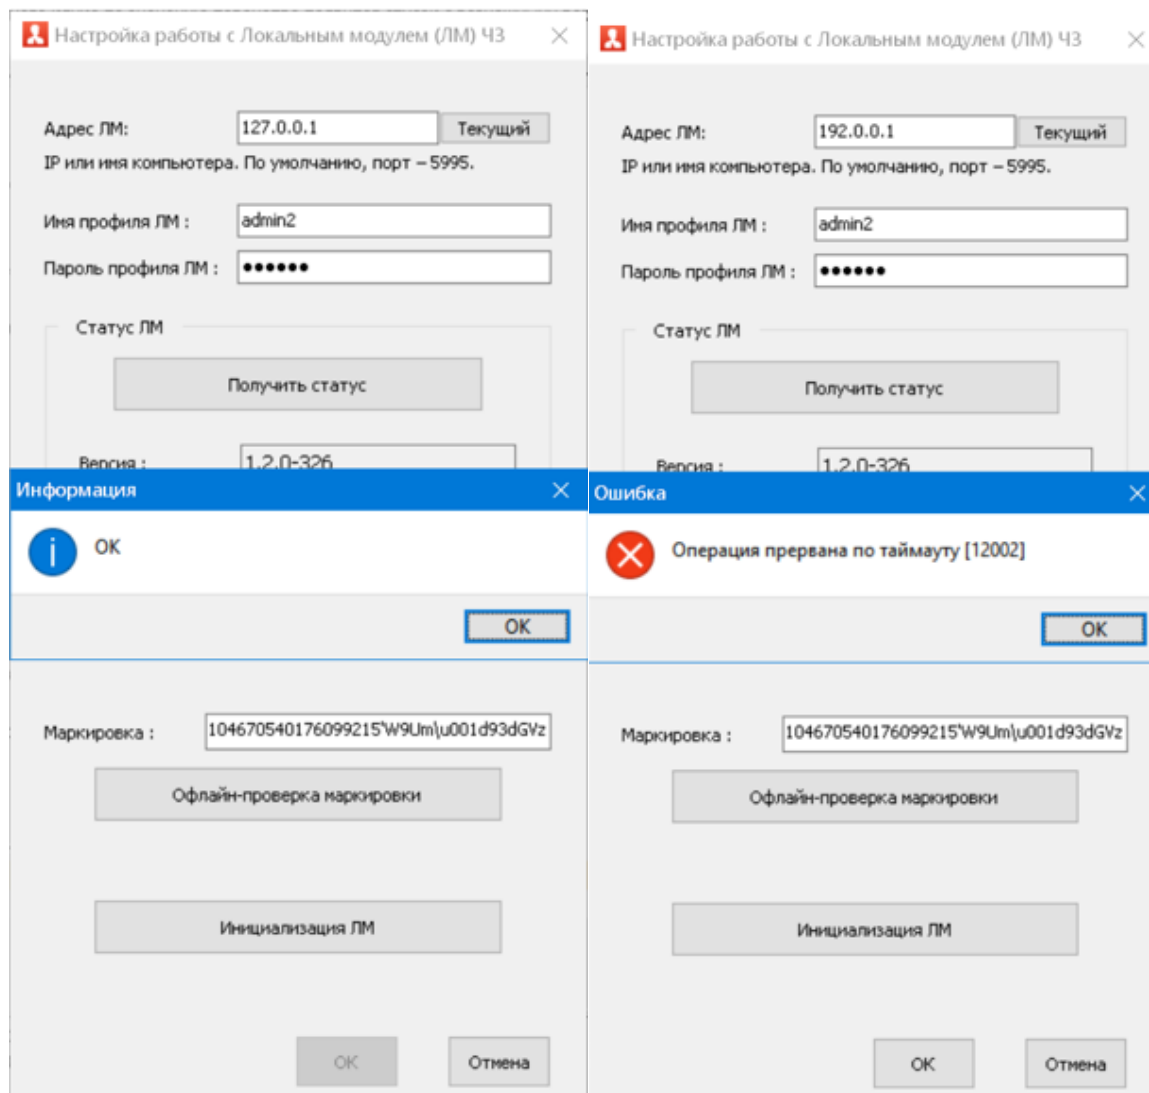 Настройка работы с Локальным модулем (ЛМ) ЧЗ
Адрес ЛМ: 127.0.0.1 Текущий
IP или имя компьютера. По умолчанию, порт – 5995.
Имя профиля ЛМ : admin2
Пароль профиля ЛМ : ●●●●●●
Статус ЛМ
Получить статус
Версия : 1.2.0-326
Информация
ОК
OK
Маркировка : 104670540176099215'W9Um\u001d93dGVz
Офлайн-проверка маркировки
Инициализация ЛМ
ОК Отмена
Настройка работы с Локальным модулем (ЛМ) ЧЗ
Адрес ЛМ: 192.0.0.1 Текущий
IP или имя компьютера. По умолчанию, порт – 5995.
Имя профиля ЛМ : admin2
Пароль профиля ЛМ : ●●●●●●
Статус ЛМ
Получить статус
Версия : 1.2.0-326
Ошибка
Операция прервана по таймауту [12002]
OK
Маркировка : 104670540176099215'W9Um\u001d93dGVz
Офлайн-проверка маркировки
Инициализация ЛМ
ОК Отмена